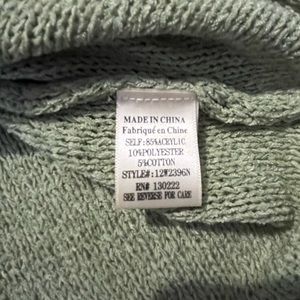 MADE IN CHINA
Fabriqué en Chine
SELF: 85%ACRYLIC
10%POLYESTER
5%COTTON
STYLE#:12W2396N
RN# 130222
SEE REVERSE FOR CARE